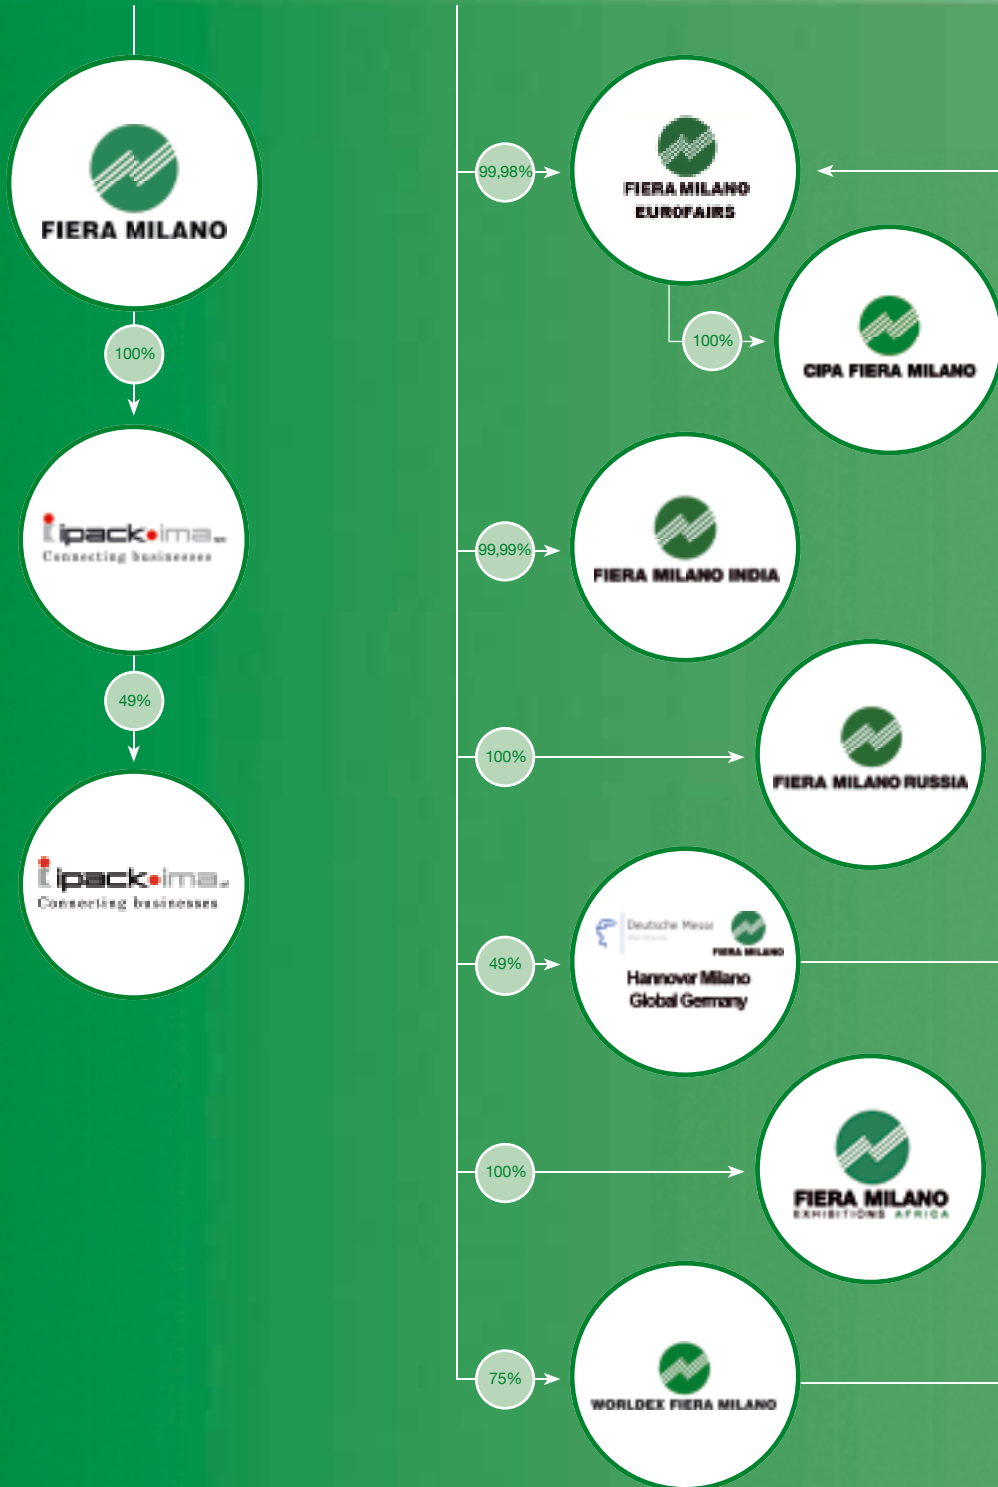 FIERA MILANO
100%
ipack•ima
Connecting businesses
49%
ipack•ima
Connecting businesses
99,98%
FIERA MILANO
EUROFAIRS
100%
CIPA FIERA MILANO
99,99%
FIERA MILANO INDIA
100%
FIERA MILANO RUSSIA
49%
Deutsche Messe
FIERA MILANO
Hannover Milano
Global Germany
100%
FIERA MILANO
EXHIBITIONS AFRICA
75%
WORLDEX FIERA MILANO